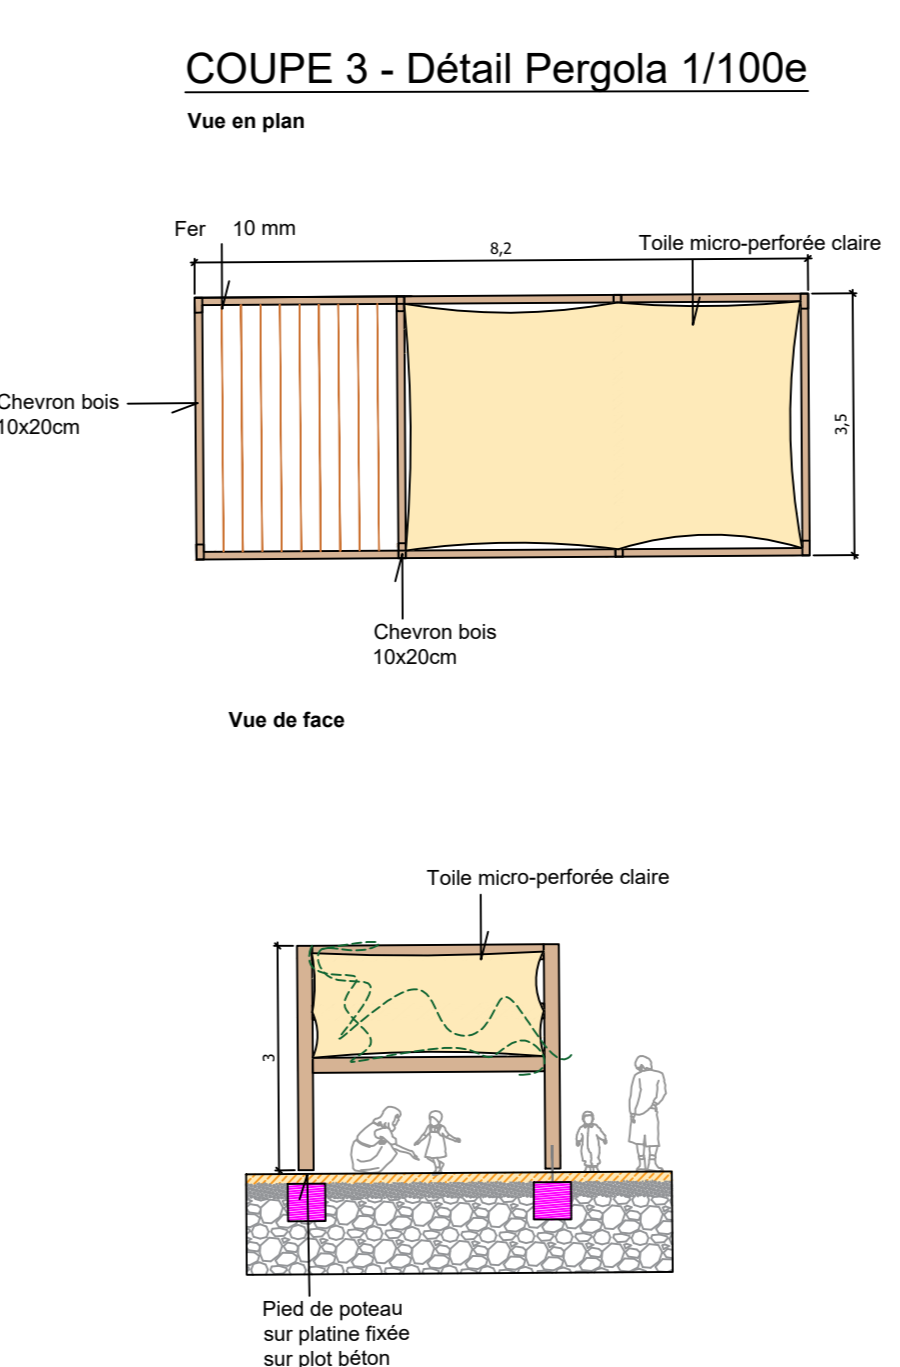 COUPE 3 - Détail Pergola 1/100e
Vue en plan
Fer 10 mm
8,2
Toile micro-perforée claire
Chevron bois
10x20cm
3,5
Chevron bois
10x20cm
Vue de face
Toile micro-perforée claire
3
Pied de poteau
sur platine fixée
sur plot béton